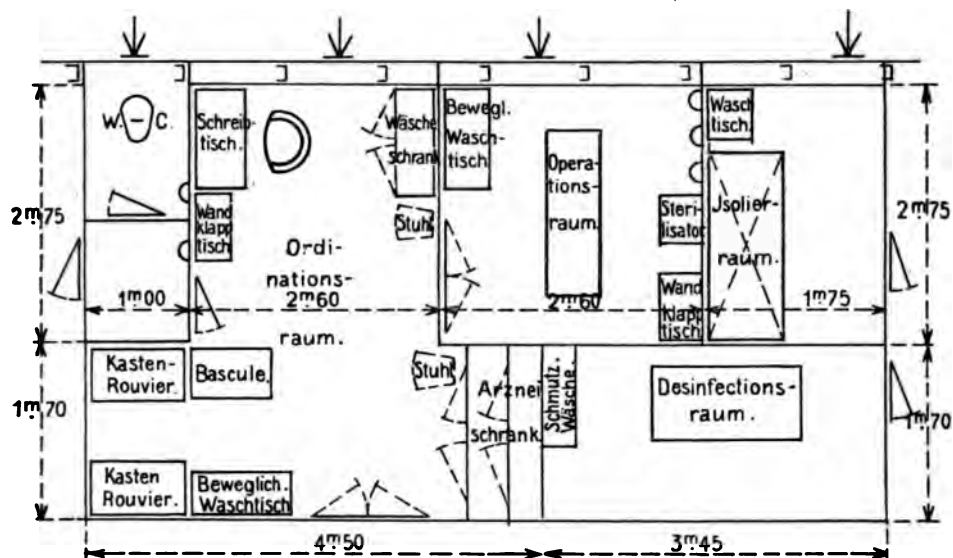 W. C.
Schreib-
tisch.
Wäsche
schrank
Bewegl.
Wasch-
tisch.
Opera-
tions-
raum.
Wasch
tisch.
2m75
Wand
klapp
tisch
Ordi-
nations-
raum.
Stuhl
Steri-
lisator
Jsolier-
raum.
2m75
1m00
2m60
2m60
Wand
klapp
tisch
1m75
1m70
Kasten-
Rouvier.
Bascule.
Stuhl
Arznei
schrank.
Schmutz.
Wäsche.
Desinfections-
raum.
1m70
Kasten
Rouvier.
Beweglich.
Waschtisch
4m50
3m45